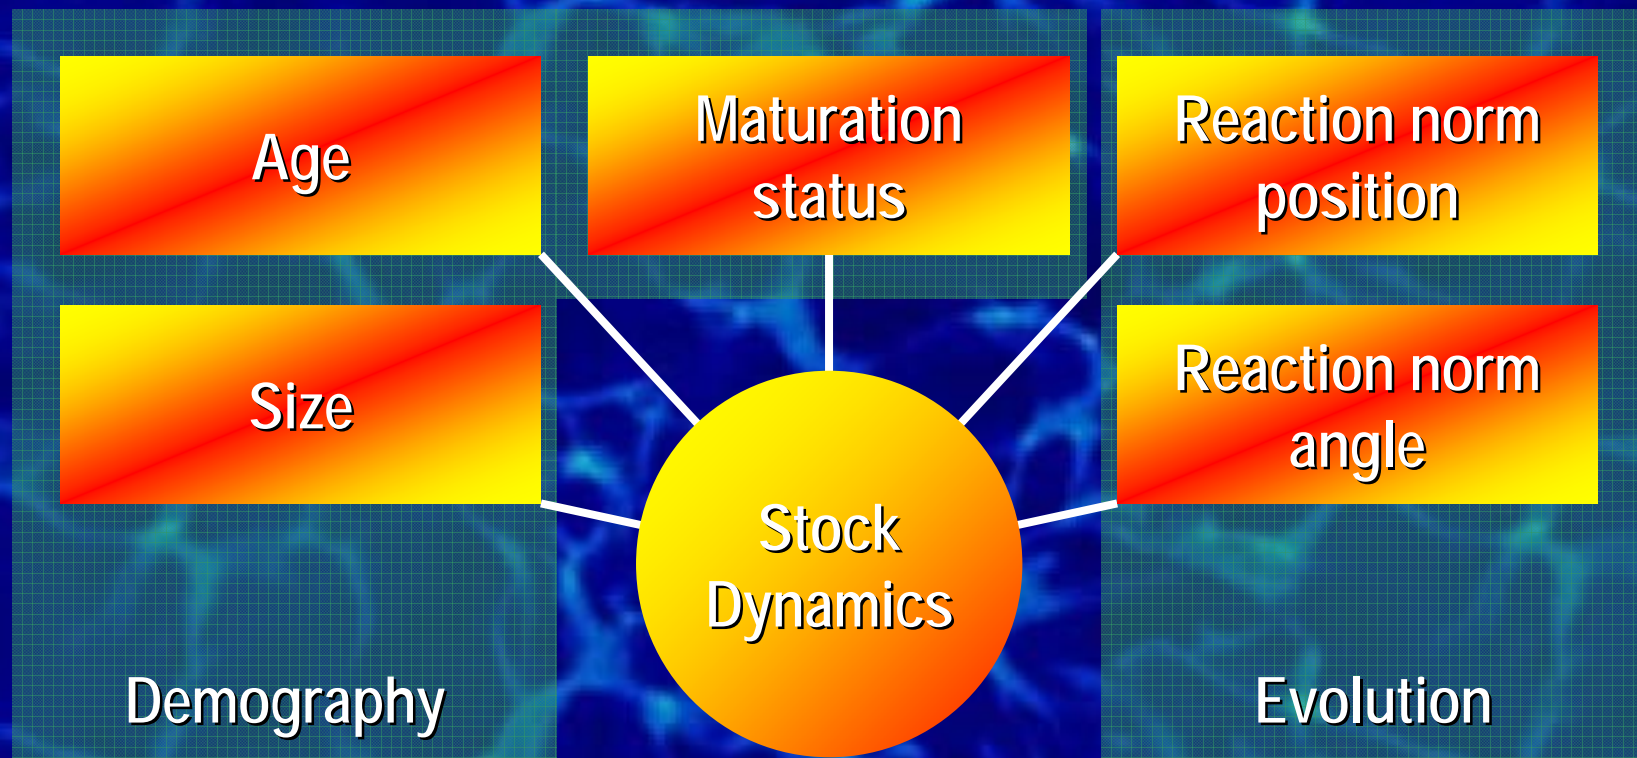 Age
Maturation
status
Reaction norm
position
Size
Reaction norm
angle
Stock
Dynamics
Demography
Evolution